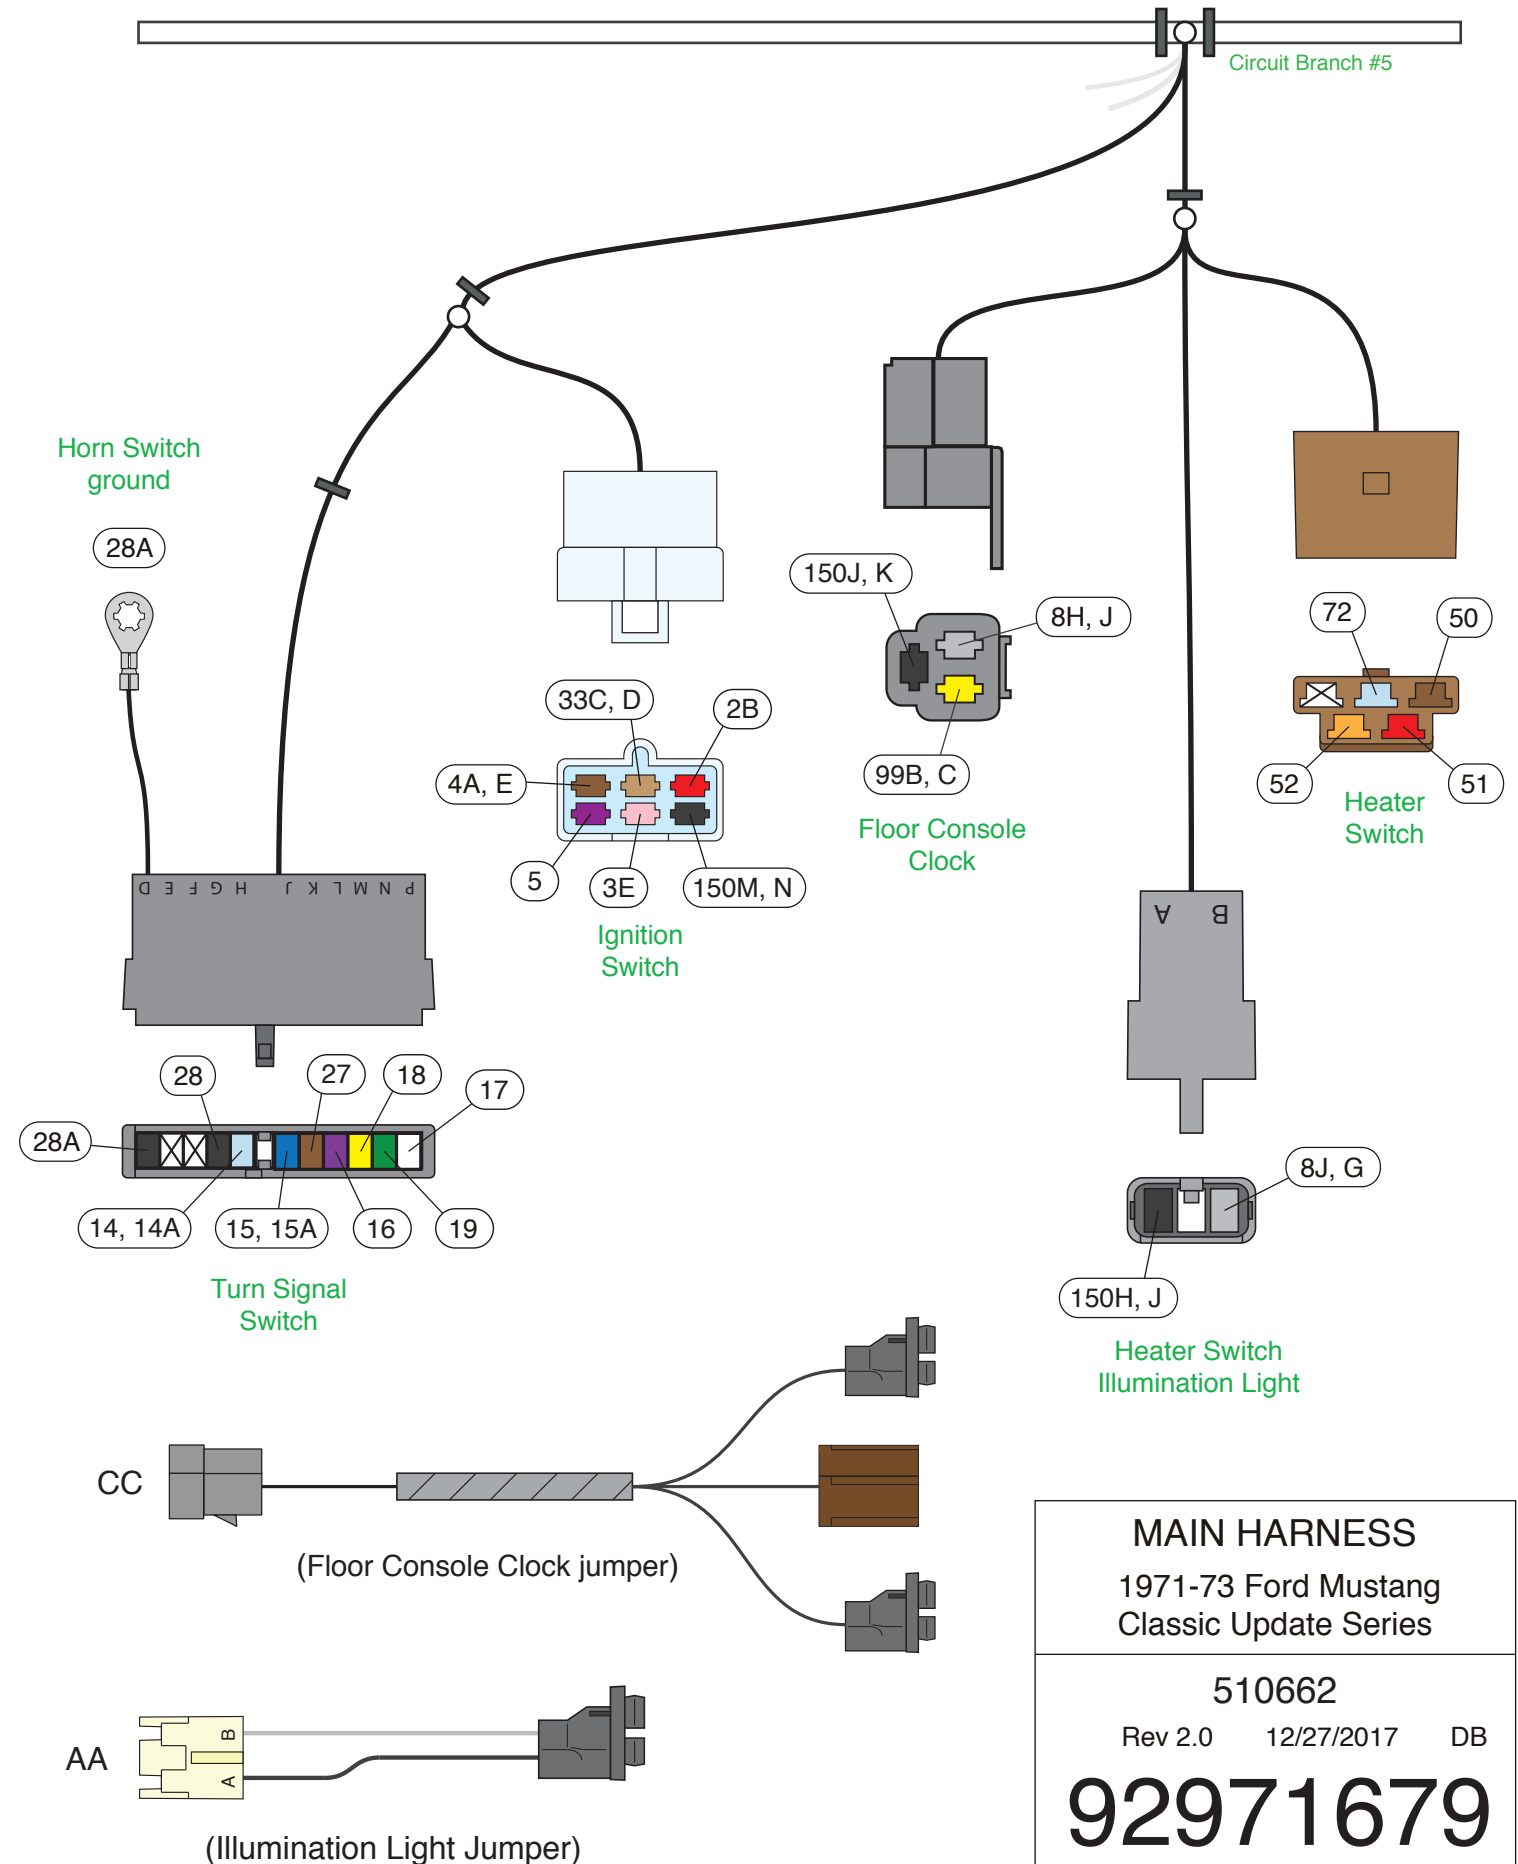 Circuit Branch #5
Horn Switch
ground
28A
150J, K
8H, J
72
50
33C, D
2B
4A, E
99B, C
52
51
Heater
Switch
Floor Console
Clock
5
3E
150M, N
D E F G H J K L M N P
A B
Ignition
Switch
28
27
18
17
28A
14, 14A
15, 15A
16
19
8J, G
150H, J
Turn Signal
Switch
Heater Switch
Illumination Light
CC
(Floor Console Clock jumper)
B
AA
A
(Illumination Light Jumper)
MAIN HARNESS
1971-73 Ford Mustang
Classic Update Series
510662
Rev 2.0 12/27/2017 DB
92971679